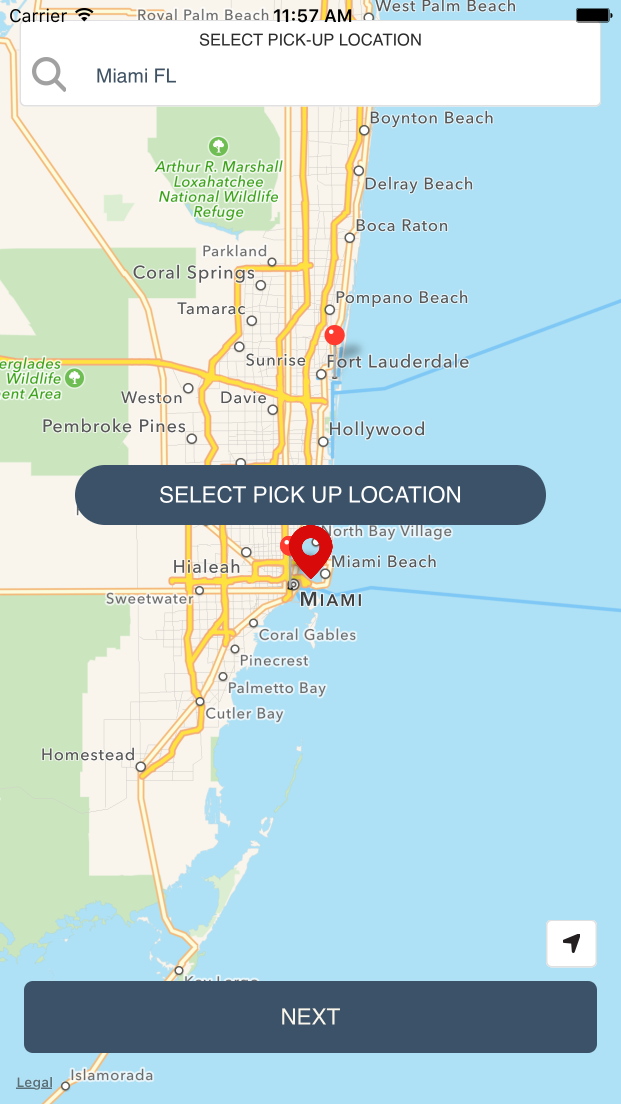 Carrier 11:57 AM
Royal Palm Beach
West Palm Beach
SELECT PICK-UP LOCATION
Miami FL
Boynton Beach
Arthur R. Marshall
Loxahatchee
National Wildlife
Refuge
Delray Beach
Boca Raton
Parkland
Coral Springs
Pompano Beach
Tamarac
Sunrise
Fort Lauderdale
erglades
Wildlife
ent Area
Weston
Davie
Pembroke Pines
Hollywood
SELECT PICK UP LOCATION
North Bay Village
Hialeah
Miami Beach
Sweetwater
MIAMI
Coral Gables
Pinecrest
Palmetto Bay
Cutler Bay
Homestead
Key Largo
NEXT
Islamorada
Legal